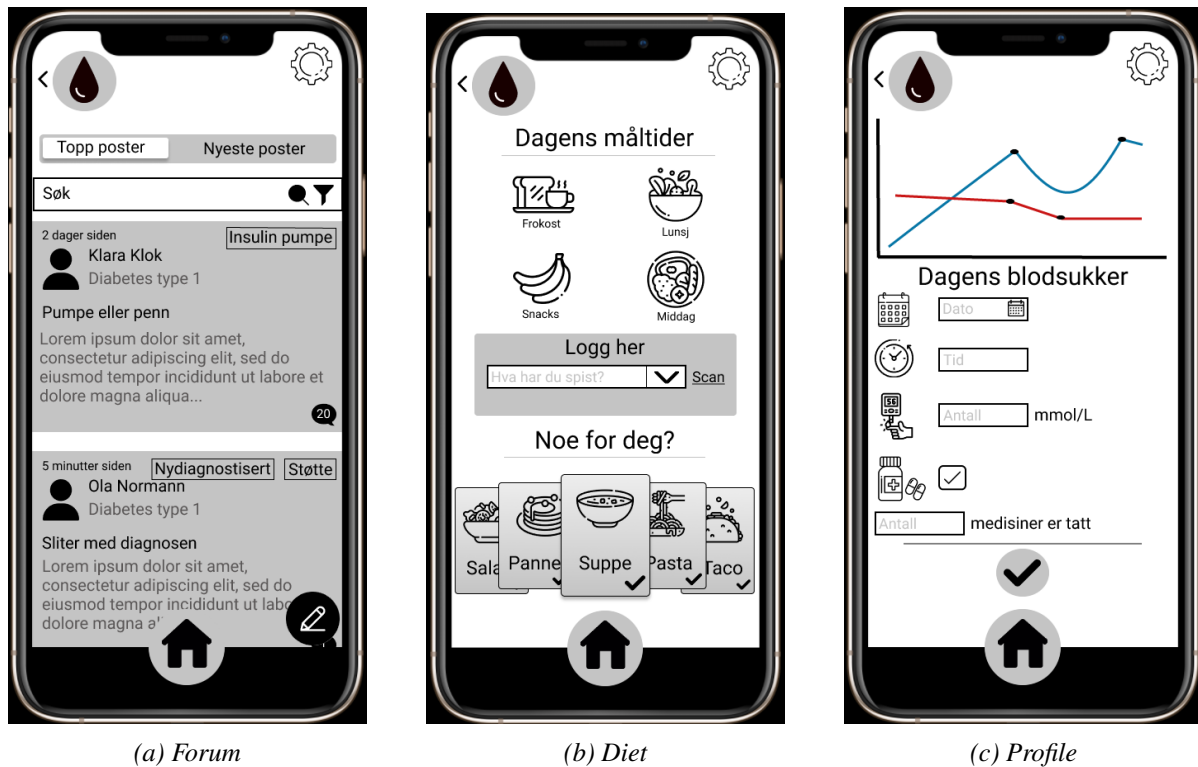 Topp poster
Nyeste poster
Søk
2 dager siden
Insulin pumpe
Klara Klok
Diabetes type 1
Pumpe eller penn
Lorem ipsum dolor sit amet,
consectetur adipiscing elit, sed do
eiusmod tempor incididunt ut labore et
dolore magna aliqua...
20
5 minutter siden
Nydiagnostisert
Støtte
Ola Normann
Diabetes type 1
Sliter med diagnosen
Lorem ipsum dolor sit amet,
consectetur adipiscing elit, sed do
eiusmod tempor incididunt ut labo
dolore magna a
(a) Forum
Dagens måltider
Frokost
Lunsj
Snacks
Middag
Logg her
Hva har du spist?
Scan
Noe for deg?
Sala
Panne
Suppe
Pasta
Taco
(b) Diet
Dagens blodsukker
Dato
Tid
56
Antall
mmol/L
Antall
medisiner er tatt
(c) Profile